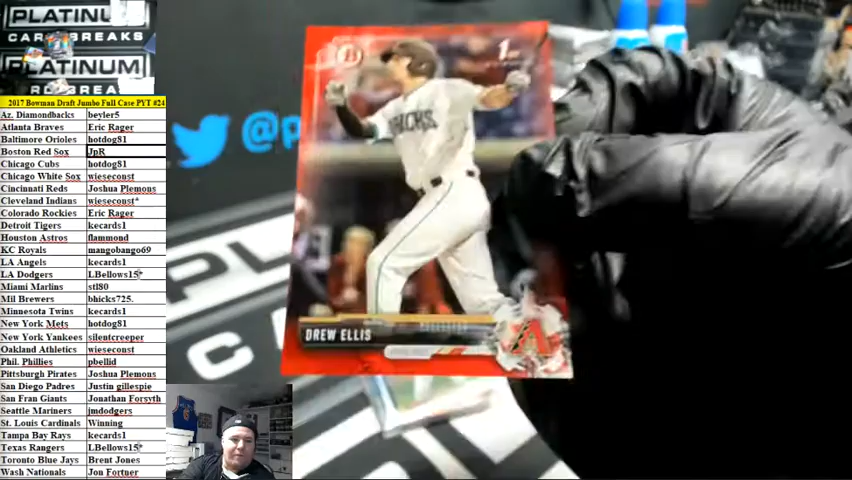 PLATINUM
CARD BREAKS
PLATINUM
2017 Bowman Draft Jumbo Full Case PYT #24
Az. Diamondbacks beyler5
Atlanta Braves Eric Rager
Baltimore Orioles hotdog81
Boston Red Sox JpR
Chicago Cubs hotdog81
Chicago White Sox wieseconst
Cincinnati Reds Joshua Plemons
Cleveland Indians wieseconst*
Colorado Rockies Eric Rager
Detroit Tigers kecards1
Houston Astros flammond
KC Royals mangobango69
LA Angels kecards1
LA Dodgers LBellows15*
Miami Marlins stl80
Mil Brewers bhicks725.
Minnesota Twins kecards1
New York Mets hotdog81
New York Yankees silentcreeper
Oakland Athletics wieseconst
Phil. Phillies pbellid
Pittsburgh Pirates Joshua Plemons
San Diego Padres Justin gillespie
San Fran Giants Jonathan Forsyth
Seattle Mariners jmdodgers
St. Louis Cardinals Winning
Tampa Bay Rays kecards1
Texas Rangers LBellows15*
Toronto Blue Jays Brent Jones
Wash Nationals Jon Fortner
@p
1st
DREW ELLIS